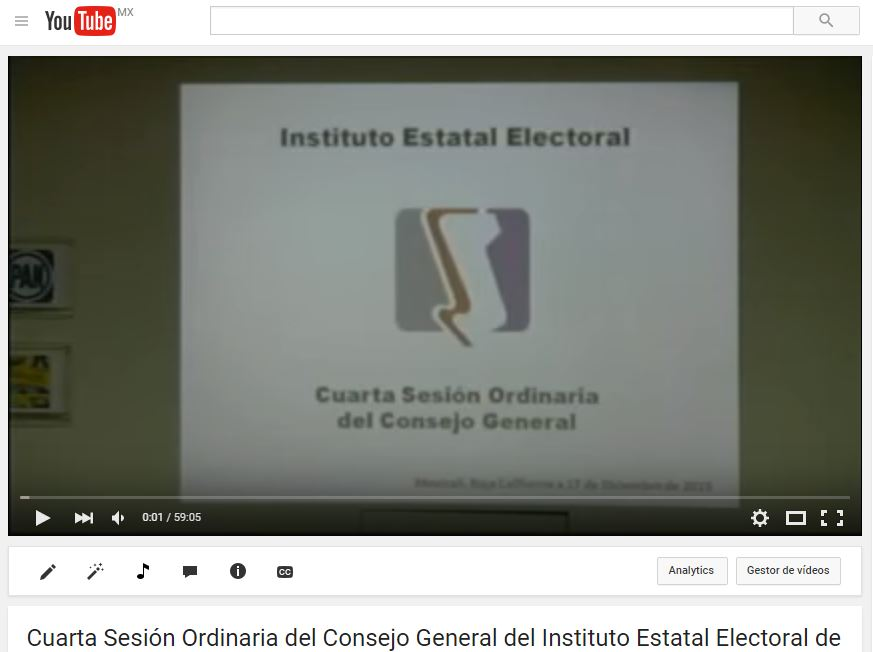 YouTube MX
Instituto Estatal Electoral
PAN
Cuarta Sesión Ordinaria
del Consejo General
Mexicali, Baja California a 17 de Diciembre de 2015
0:01 / 59:05
CC
Analytics
Gestor de vídeos
Cuarta Sesión Ordinaria del Consejo General del Instituto Estatal Electoral de